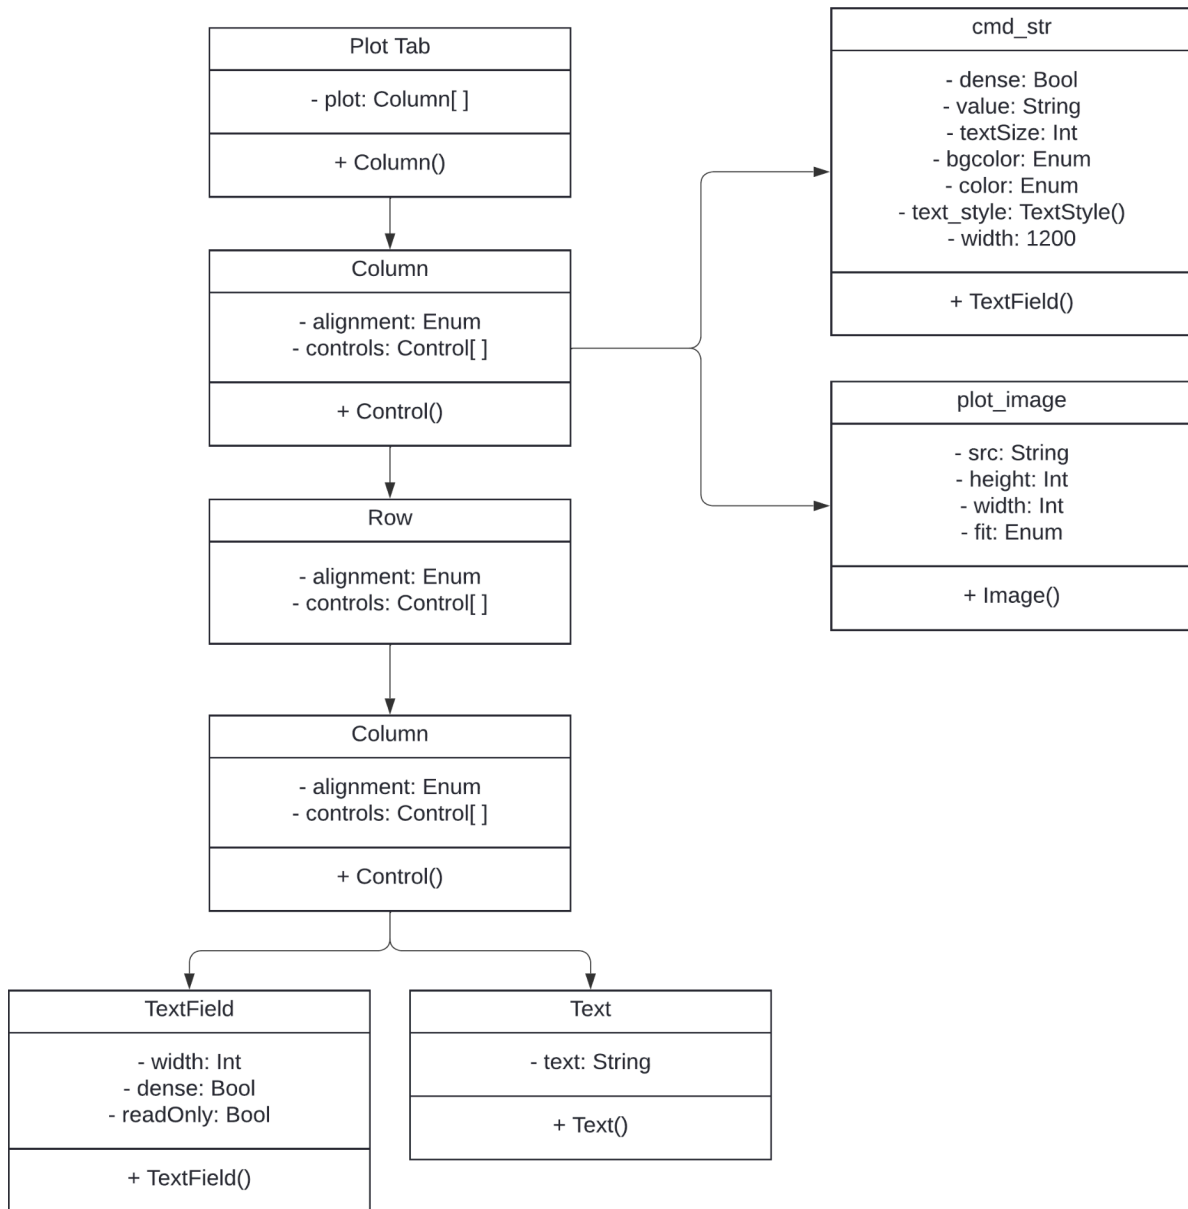 Plot Tab
- plot: Column[ ]
+ Column()
Column
- alignment: Enum
- controls: Control[ ]
+ Control()
Row
- alignment: Enum
- controls: Control[ ]
Column
- alignment: Enum
- controls: Control[ ]
+ Control()
TextField
- width: Int
- dense: Bool
- readOnly: Bool
+ TextField()
Text
- text: String
+ Text()
cmd_str
- dense: Bool
- value: String
- textSize: Int
- bgcolor: Enum
- color: Enum
- text_style: TextStyle()
- width: 1200
+ TextField()
plot_image
- src: String
- height: Int
- width: Int
- fit: Enum
+ Image()